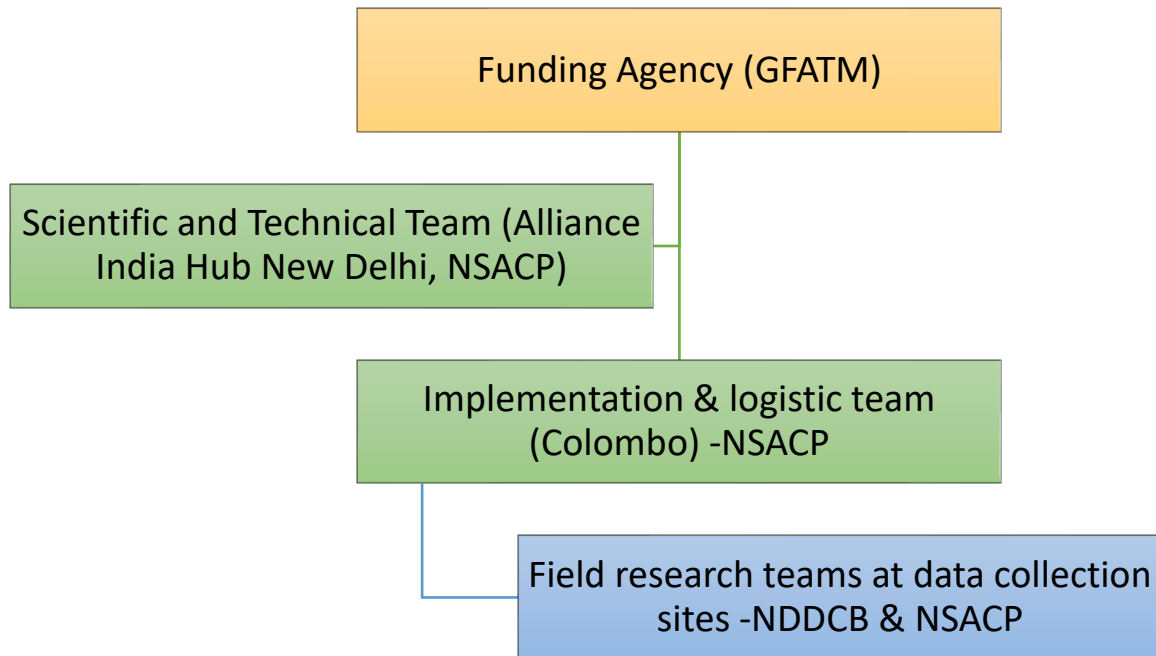 Funding Agency (GFATM)
Scientific and Technical Team (Alliance
India Hub New Delhi, NSACP)
Implementation & logistic team
(Colombo) -NSACP
Field research teams at data collection
sites -NDDCB & NSACP